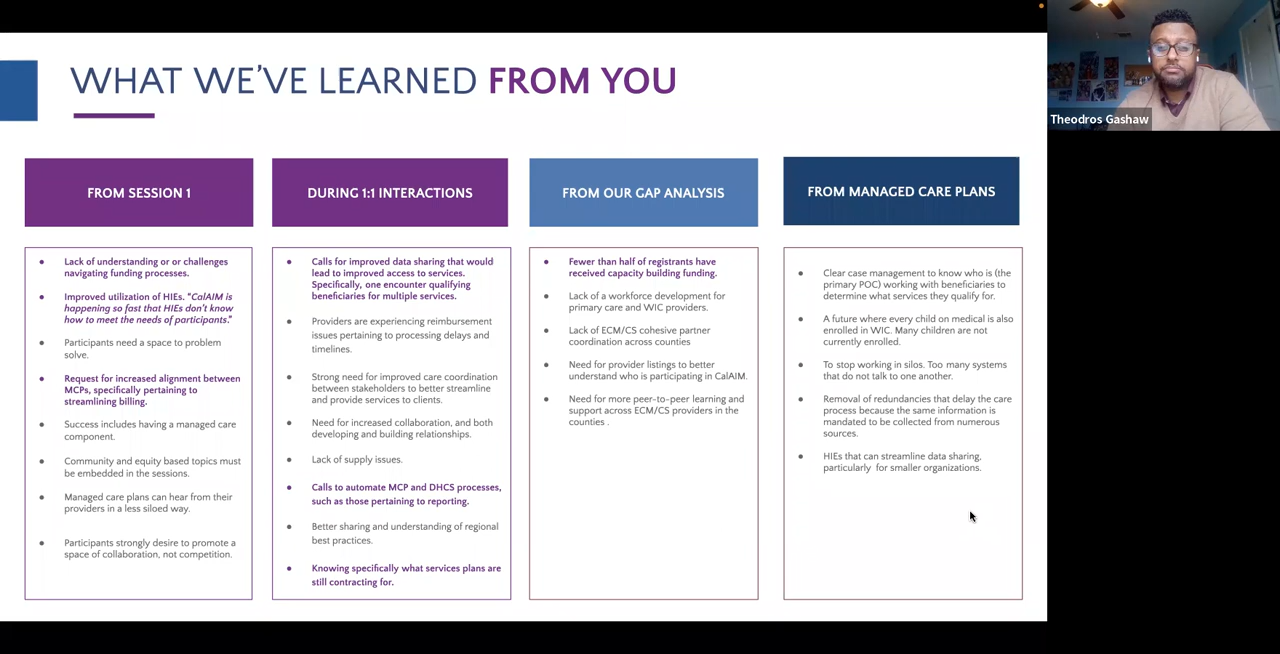 WHAT WE'VE LEARNED FROM YOU
Theodros Gashaw
FROM SESSION 1
Lack of understanding or or challenges
navigating funding processes.
Improved utilization of HIEs. "CalAIM is
happening so fast that HIEs don't know
how to meet the needs of participants."
Participants need a space to problem
solve.
Request for increased alignment between
MCPs, specifically pertaining to
streamlining billing.
Success includes having a managed care
component.
Community and equity based topics must
be embedded in the sessions.
Managed care plans can hear from their
providers in a less siloed way.
Participants strongly desire to promote a
space of collaboration, not competition.
DURING 1:1 INTERACTIONS
Calls for improved data sharing that would
lead to improved access to services.
Specifically, one encounter qualifying
beneficiaries for multiple services.
Providers are experiencing reimbursement
issues pertaining to processing delays and
timelines.
Strong need for improved care coordination
between stakeholders to better streamline
and provide services to clients.
Need for increased collaboration, and both
developing and building relationships.
Lack of supply issues.
Calls to automate MCP and DHCS processes,
such as those pertaining to reporting.
Better sharing and understanding of regional
best practices.
Knowing specifically what services plans are
still contracting for.
FROM OUR GAP ANALYSIS
Fewer than half of registrants have
received capacity building funding.
Lack of a workforce development for
primary care and WIC providers.
Lack of ECM/CS cohesive partner
coordination across counties
Need for provider listings to better
understand who is participating in CalAIM.
Need for more peer-to-peer learning and
support across ECM/CS providers in the
counties .
FROM MANAGED CARE PLANS
Clear case management to know who is (the
primary POC) working with beneficiaries to
determine what services they qualify for.
A future where every child on medical is also
enrolled in WIC. Many children are not
currently enrolled.
To stop working in silos. Too many systems
that do not talk to one another.
Removal of redundancies that delay the care
process because the same information is
mandated to be collected from numerous
sources.
HIEs that can streamline data sharing,
particularly for smaller organizations.